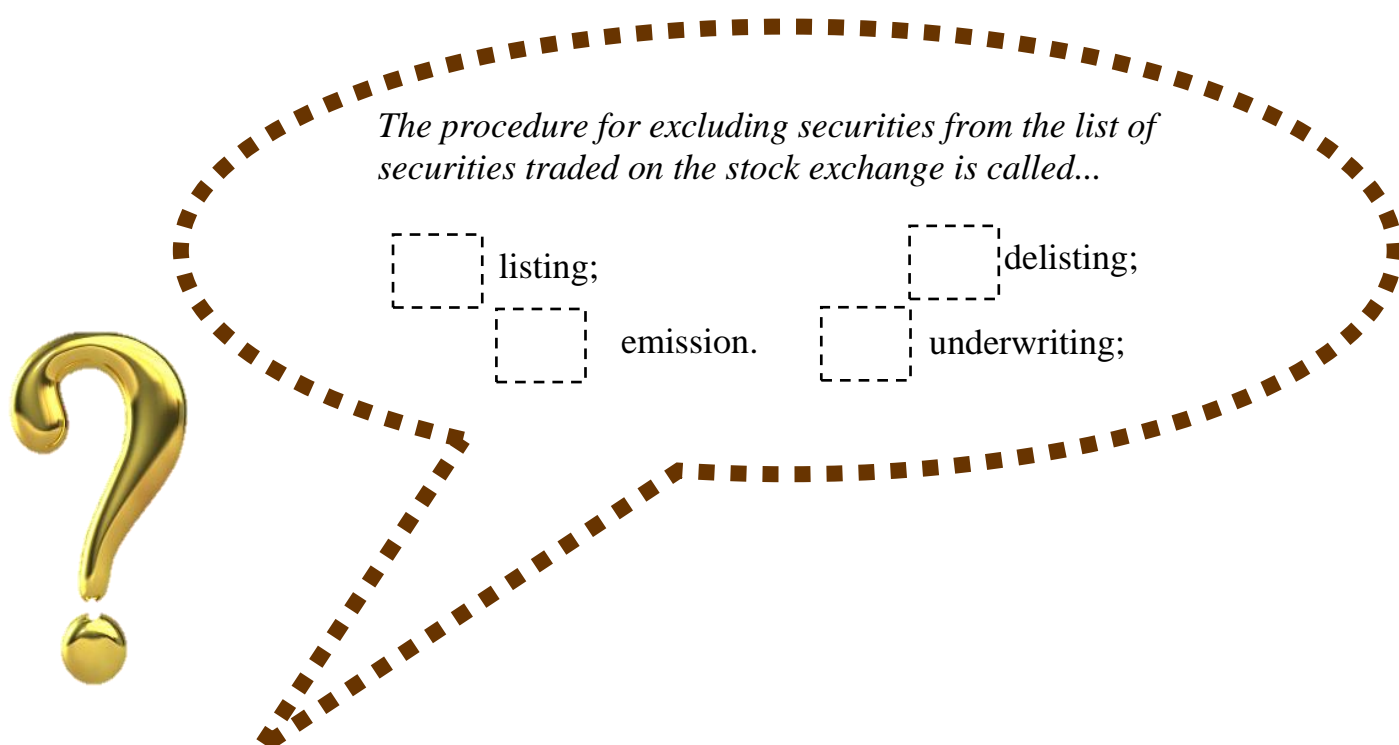 The procedure for excluding securities from the list of
securities traded on the stock exchange is called...
listing;
delisting;
emission.
underwriting;